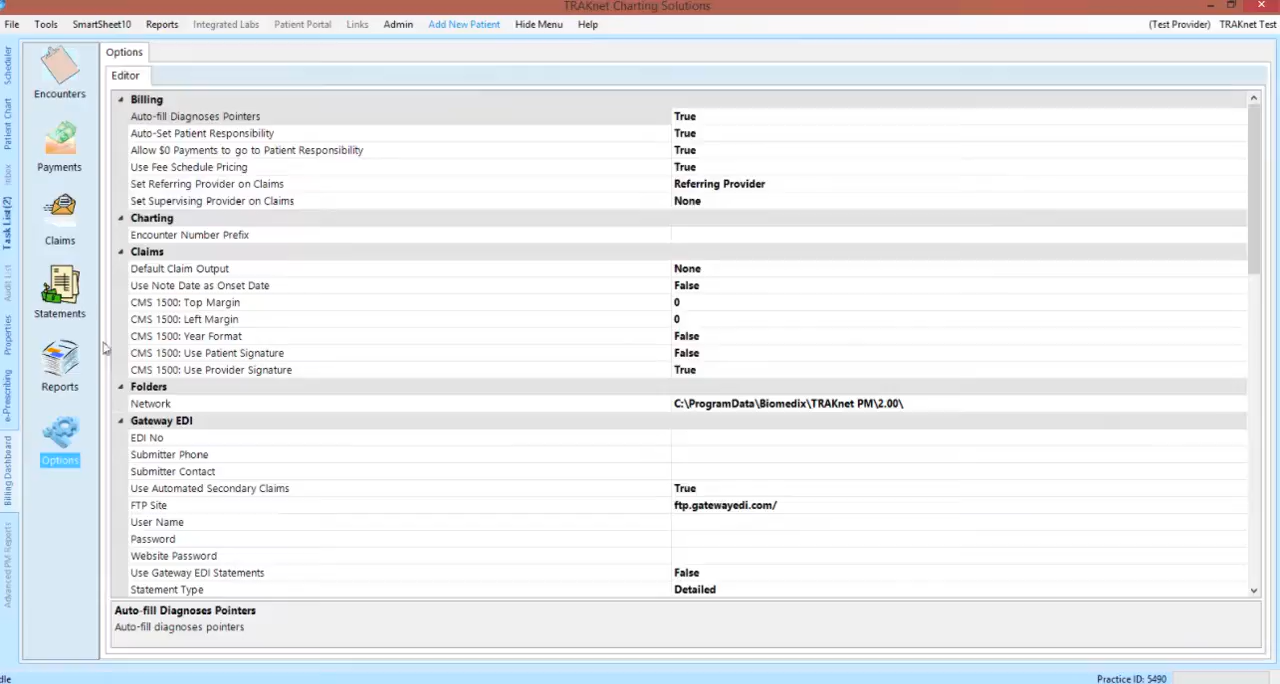 TRAKnet Charting Solutions
File Tools SmartSheet10 Reports Integrated Labs Patient Portal Links Admin Add New Patient Hide Menu Help (Test Provider) TRAKnet Test
Scheduler
Patient Chart
Inbox
Task List (2)
Audit List
Properties
e-Prescribing
Billing Dashboard
Advanced PM Reports
Encounters
Payments
Claims
Statements
Reports
Options
Options
Editor
Billing
Auto-fill Diagnoses Pointers True
Auto-Set Patient Responsibility True
Allow $0 Payments to go to Patient Responsibility True
Use Fee Schedule Pricing True
Set Referring Provider on Claims Referring Provider
Set Supervising Provider on Claims None
Charting
Encounter Number Prefix
Claims
Default Claim Output None
Use Note Date as Onset Date False
CMS 1500: Top Margin 0
CMS 1500: Left Margin 0
CMS 1500: Year Format False
CMS 1500: Use Patient Signature False
CMS 1500: Use Provider Signature True
Folders
Network C:\ProgramData\Biomedix\TRAKnet PM\2.00\
Gateway EDI
EDI No
Submitter Phone
Submitter Contact
Use Automated Secondary Claims True
FTP Site ftp.gatewayedi.com/
User Name
Password
Website Password
Use Gateway EDI Statements False
Statement Type Detailed
Auto-fill Diagnoses Pointers
Auto-fill diagnoses pointers
dle Practice ID: 5490